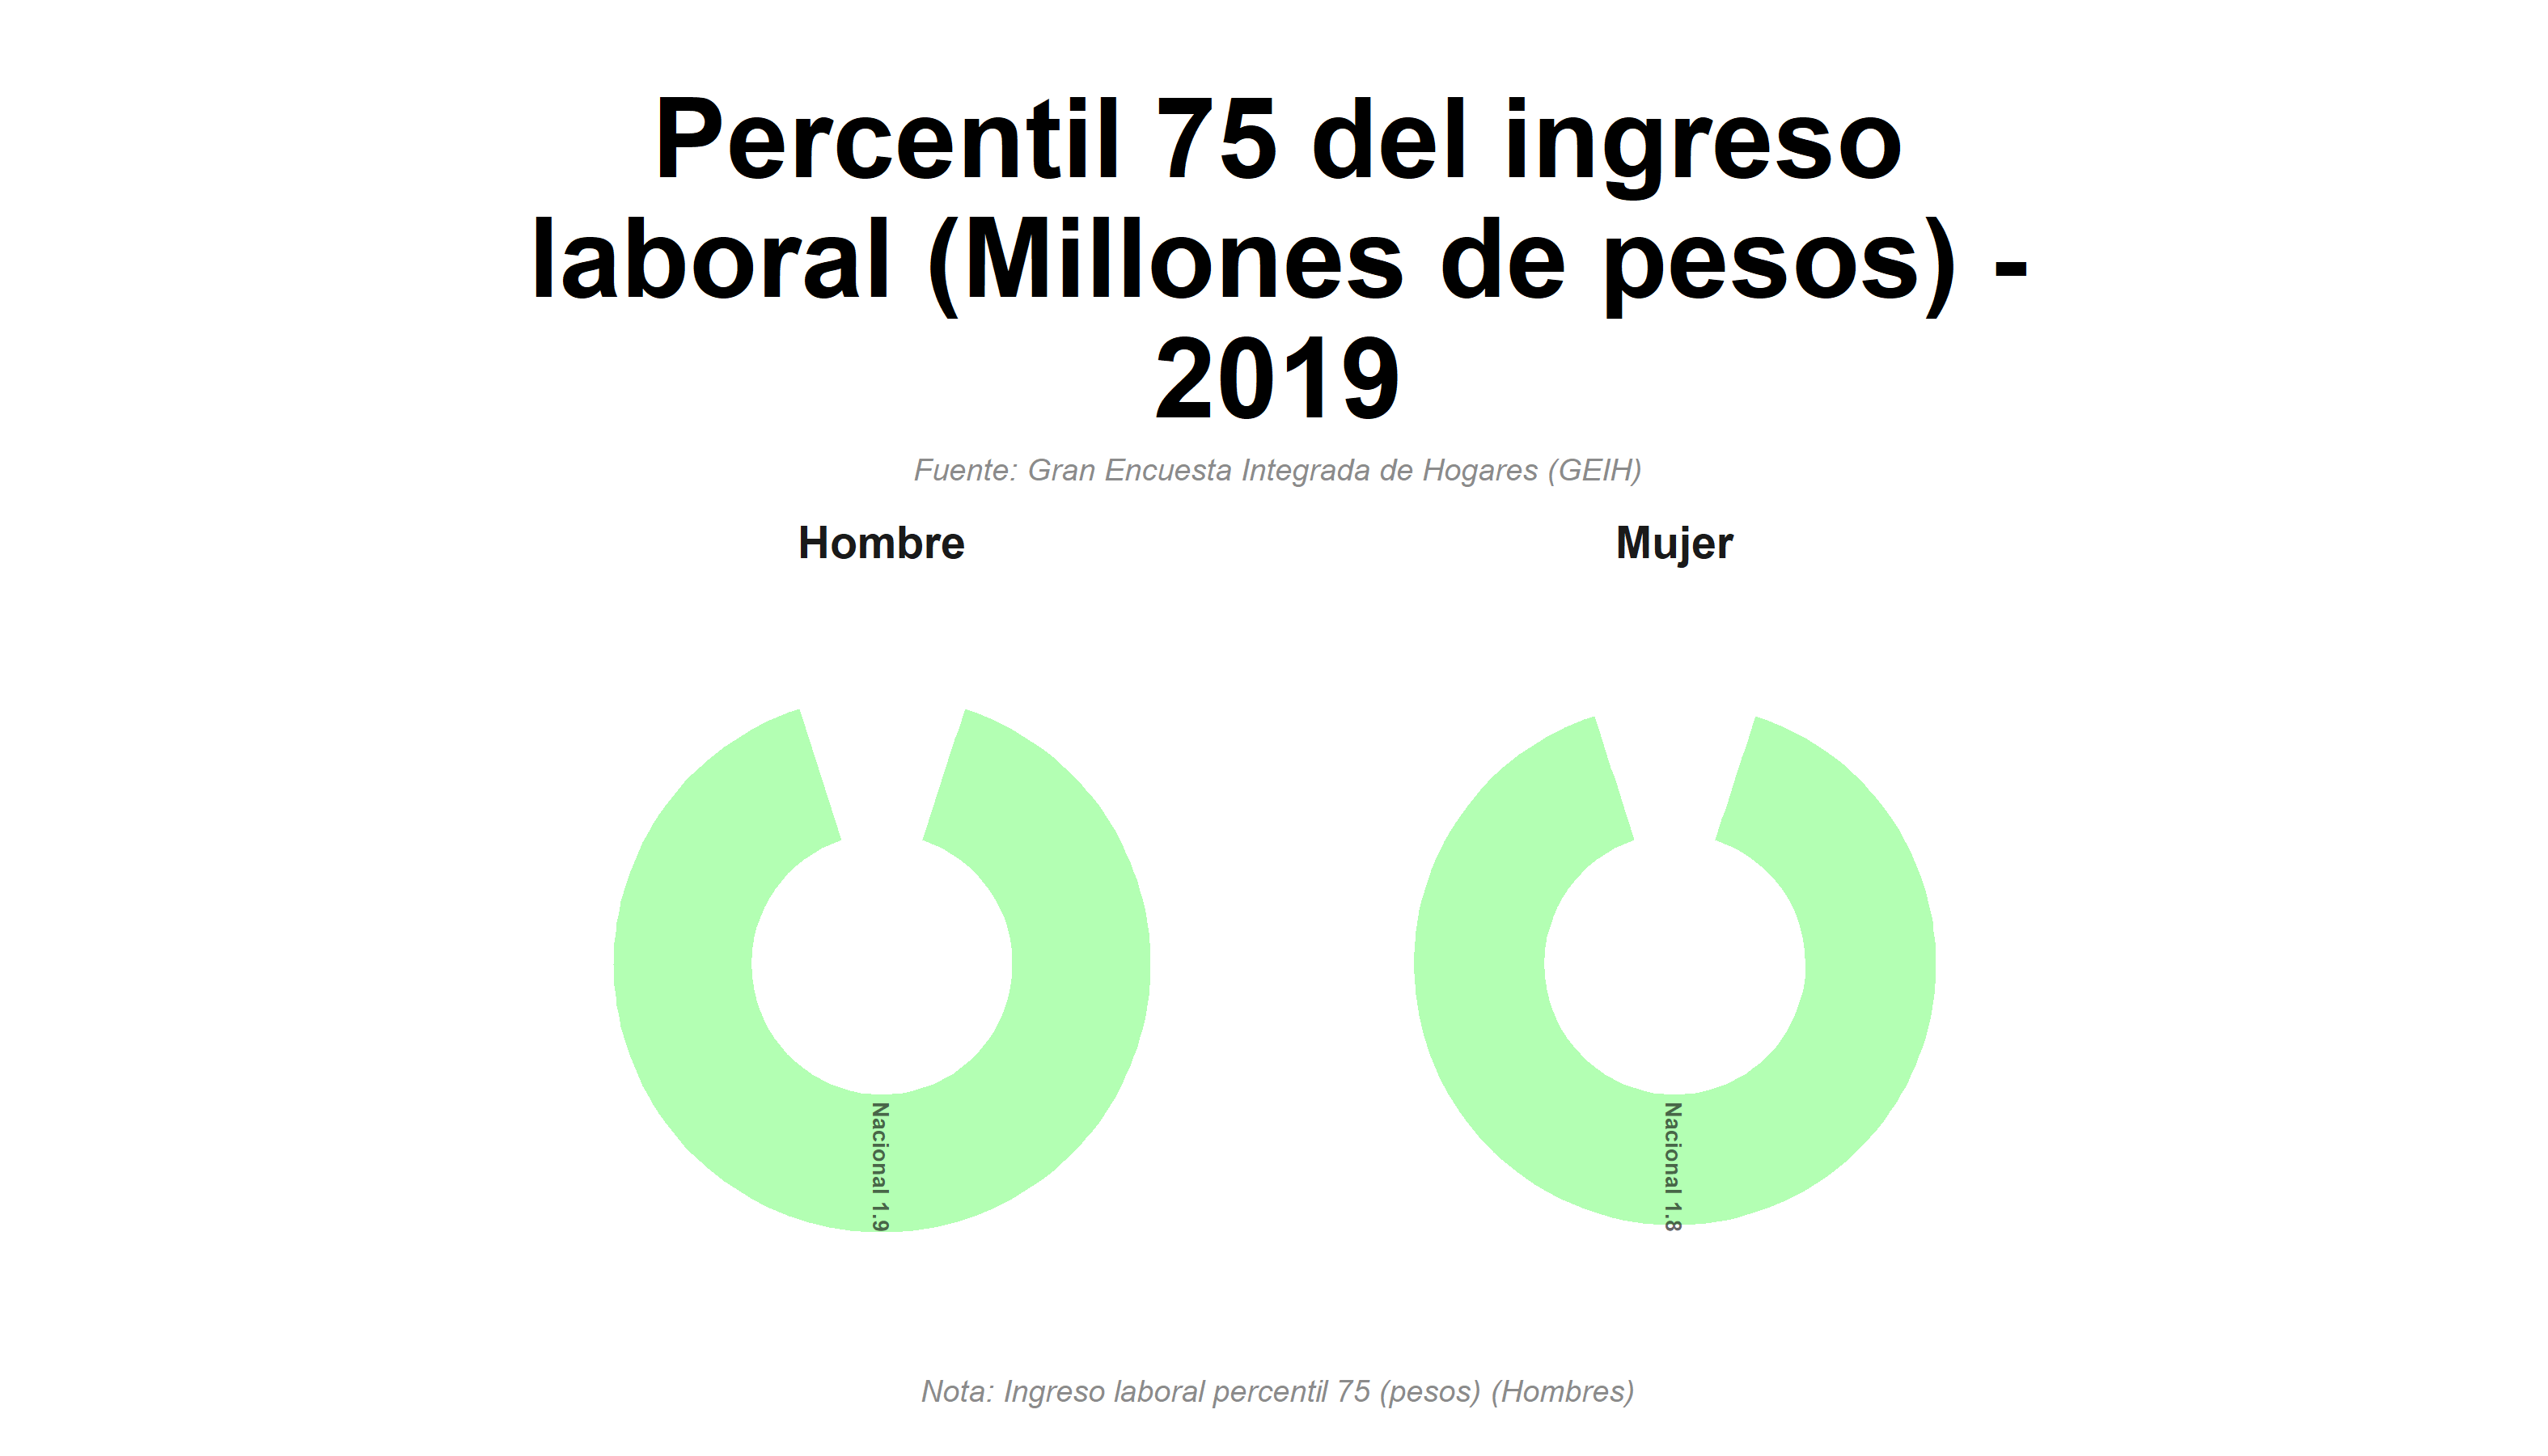 Percentil 75 del ingreso
laboral (Millones de pesos) -
2019
Fuente: Gran Encuesta Integrada de Hogares (GEIH)
Hombre
Mujer
Nacional 1.9
Nacional 1.8
Nota: Ingreso laboral percentil 75 (pesos) (Hombres)